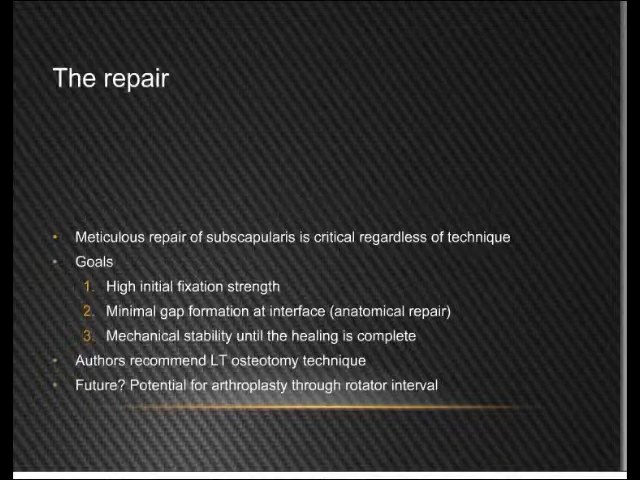 The repair
• Meticulous repair of subscapularis is critical regardless of technique
• Goals
1. High initial fixation strength
2. Minimal gap formation at interface (anatomical repair)
3. Mechanical stability until the healing is complete
• Authors recommend LT osteotomy technique
• Future? Potential for arthroplasty through rotator interval